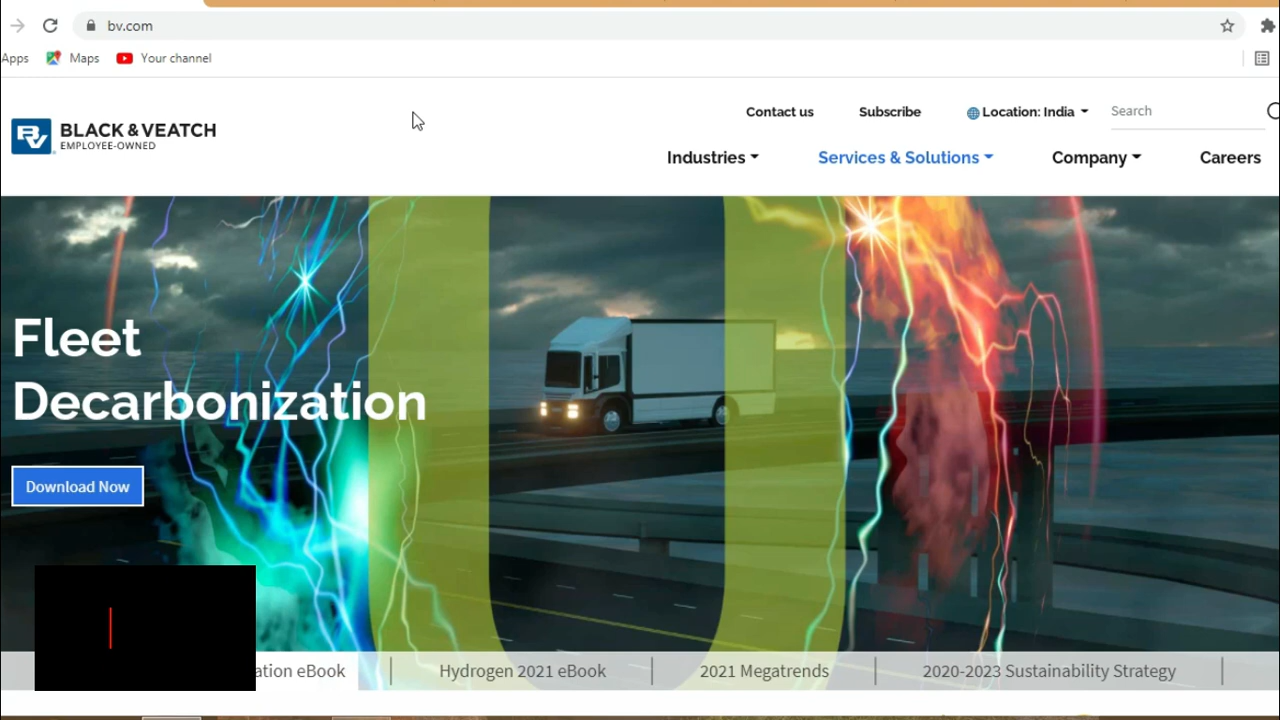 bv.com
Apps Maps Your channel
Contact us Subscribe Location: India Search
BV BLACK & VEATCH
EMPLOYEE-OWNED
Industries Services & Solutions Company Careers
Fleet
Decarbonization
Download Now
ation eBook Hydrogen 2021 eBook 2021 Megatrends 2020-2023 Sustainability Strategy